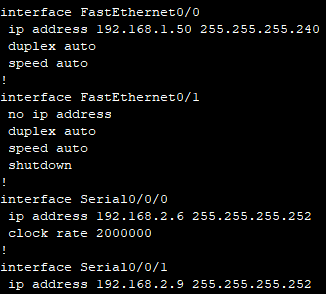 interface FastEthernet0/0
 ip address 192.168.1.50 255.255.255.240
 duplex auto
 speed auto
!
interface FastEthernet0/1
 no ip address
 duplex auto
 speed auto
 shutdown
!
interface Serial0/0/0
 ip address 192.168.2.6 255.255.255.252
 clock rate 2000000
!
interface Serial0/0/1
 ip address 192.168.2.9 255.255.255.252